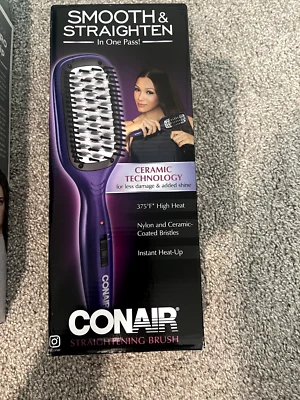 SMOOTH &
STRAIGHTEN
In One Pass!
CERAMIC
TECHNOLOGY
for less damage & added shine
375°F* High Heat
Nylon and Ceramic-
Coated Bristles
Instant Heat-Up
CONAIR
CONAIR®
STRAIGHTENING BRUSH